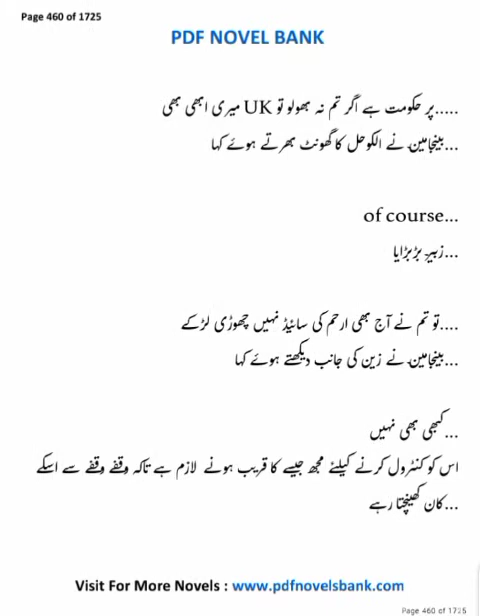 Page 460 of 1725
PDF NOVEL BANK
.....پر حکومت ہے اگر تم نہ بھولو تو UK میری ابھی بھی
...بینجامین نے الکوحل کا گھونٹ بھرتے ہوئے کہا
of course...
...زبیر بڑبڑایا
....تو تم نے آج بھی ارحم کی سائیڈ نہیں چھوڑی لڑکے
...بینجامین نے زین کی جانب دیکھتے ہوئے کہا
...کبھی بھی نہیں
اس کو کنٹرول کرنے کیلئے مجھ جیسے کا قریب ہونے لازم ہے تاکہ وقفے وقفے سے اسکے
...کان کھینچتا رہے
Visit For More Novels : www.pdfnovelsbank.com
Page 460 of 1725